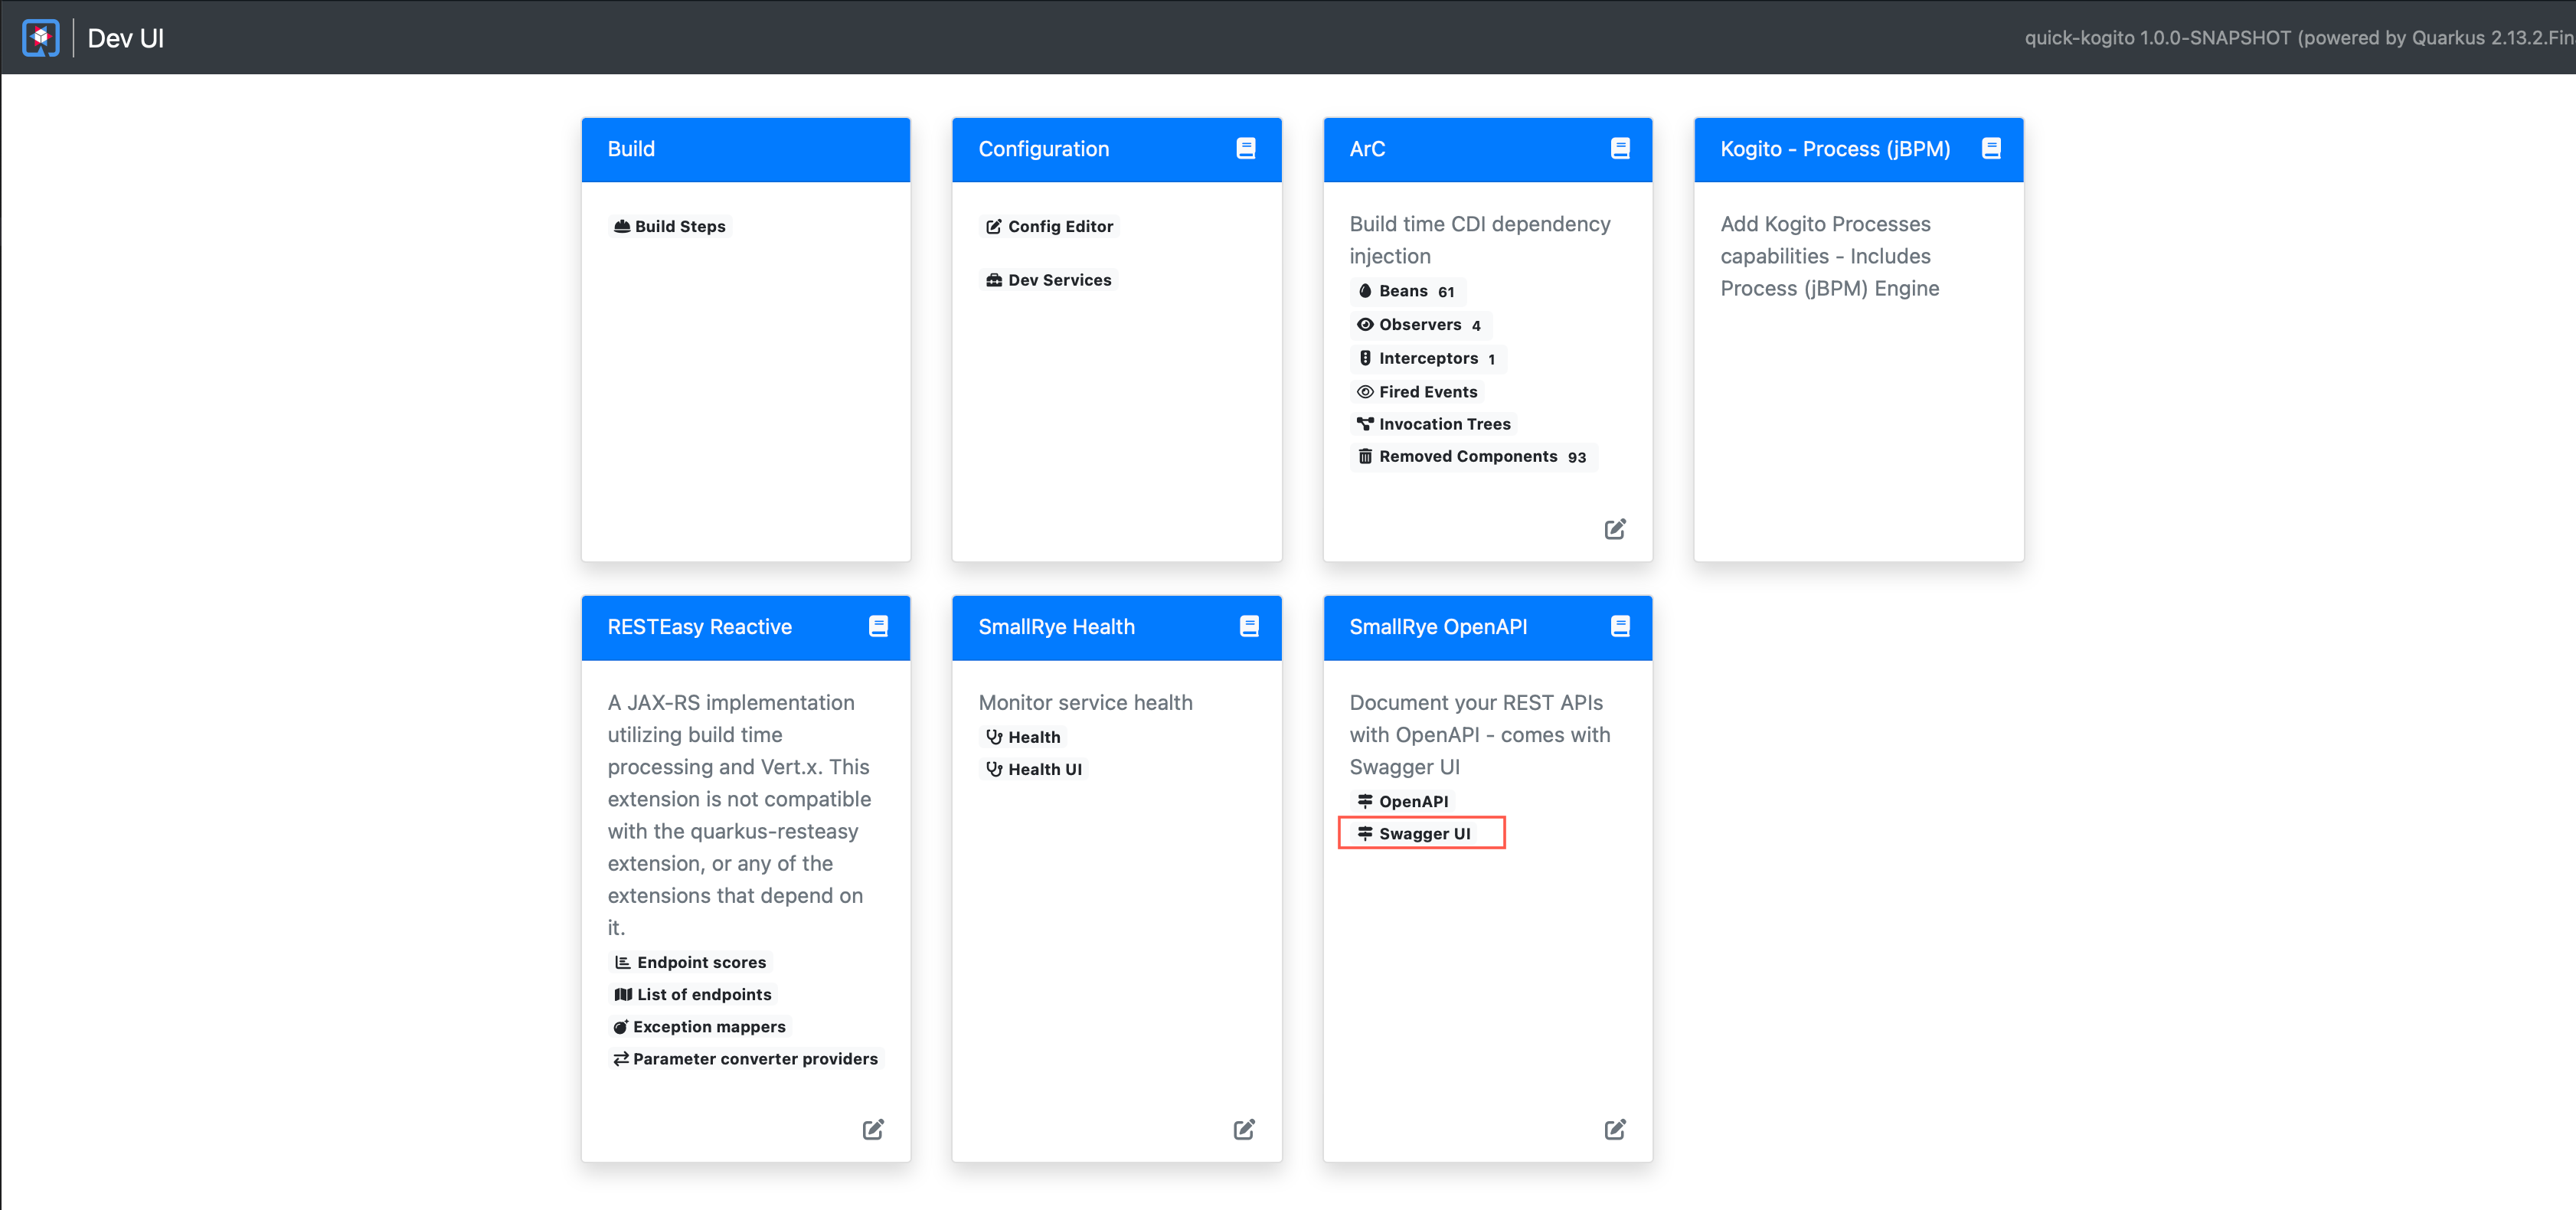 Dev UI
quick-kogito 1.0.0-SNAPSHOT (powered by Quarkus 2.13.2.Fin
Build
Build Steps
Configuration
Config Editor
Dev Services
ArC
Build time CDI dependency
injection
Beans 61
Observers 4
Interceptors 1
Fired Events
Invocation Trees
Removed Components 93
Kogito - Process (jBPM)
Add Kogito Processes
capabilities - Includes
Process (jBPM) Engine
RESTEasy Reactive
A JAX-RS implementation
utilizing build time
processing and Vert.x. This
extension is not compatible
with the quarkus-resteasy
extension, or any of the
extensions that depend on
it.
Endpoint scores
List of endpoints
Exception mappers
Parameter converter providers
SmallRye Health
Monitor service health
Health
Health UI
SmallRye OpenAPI
Document your REST APIs
with OpenAPI - comes with
Swagger UI
OpenAPI
Swagger UI